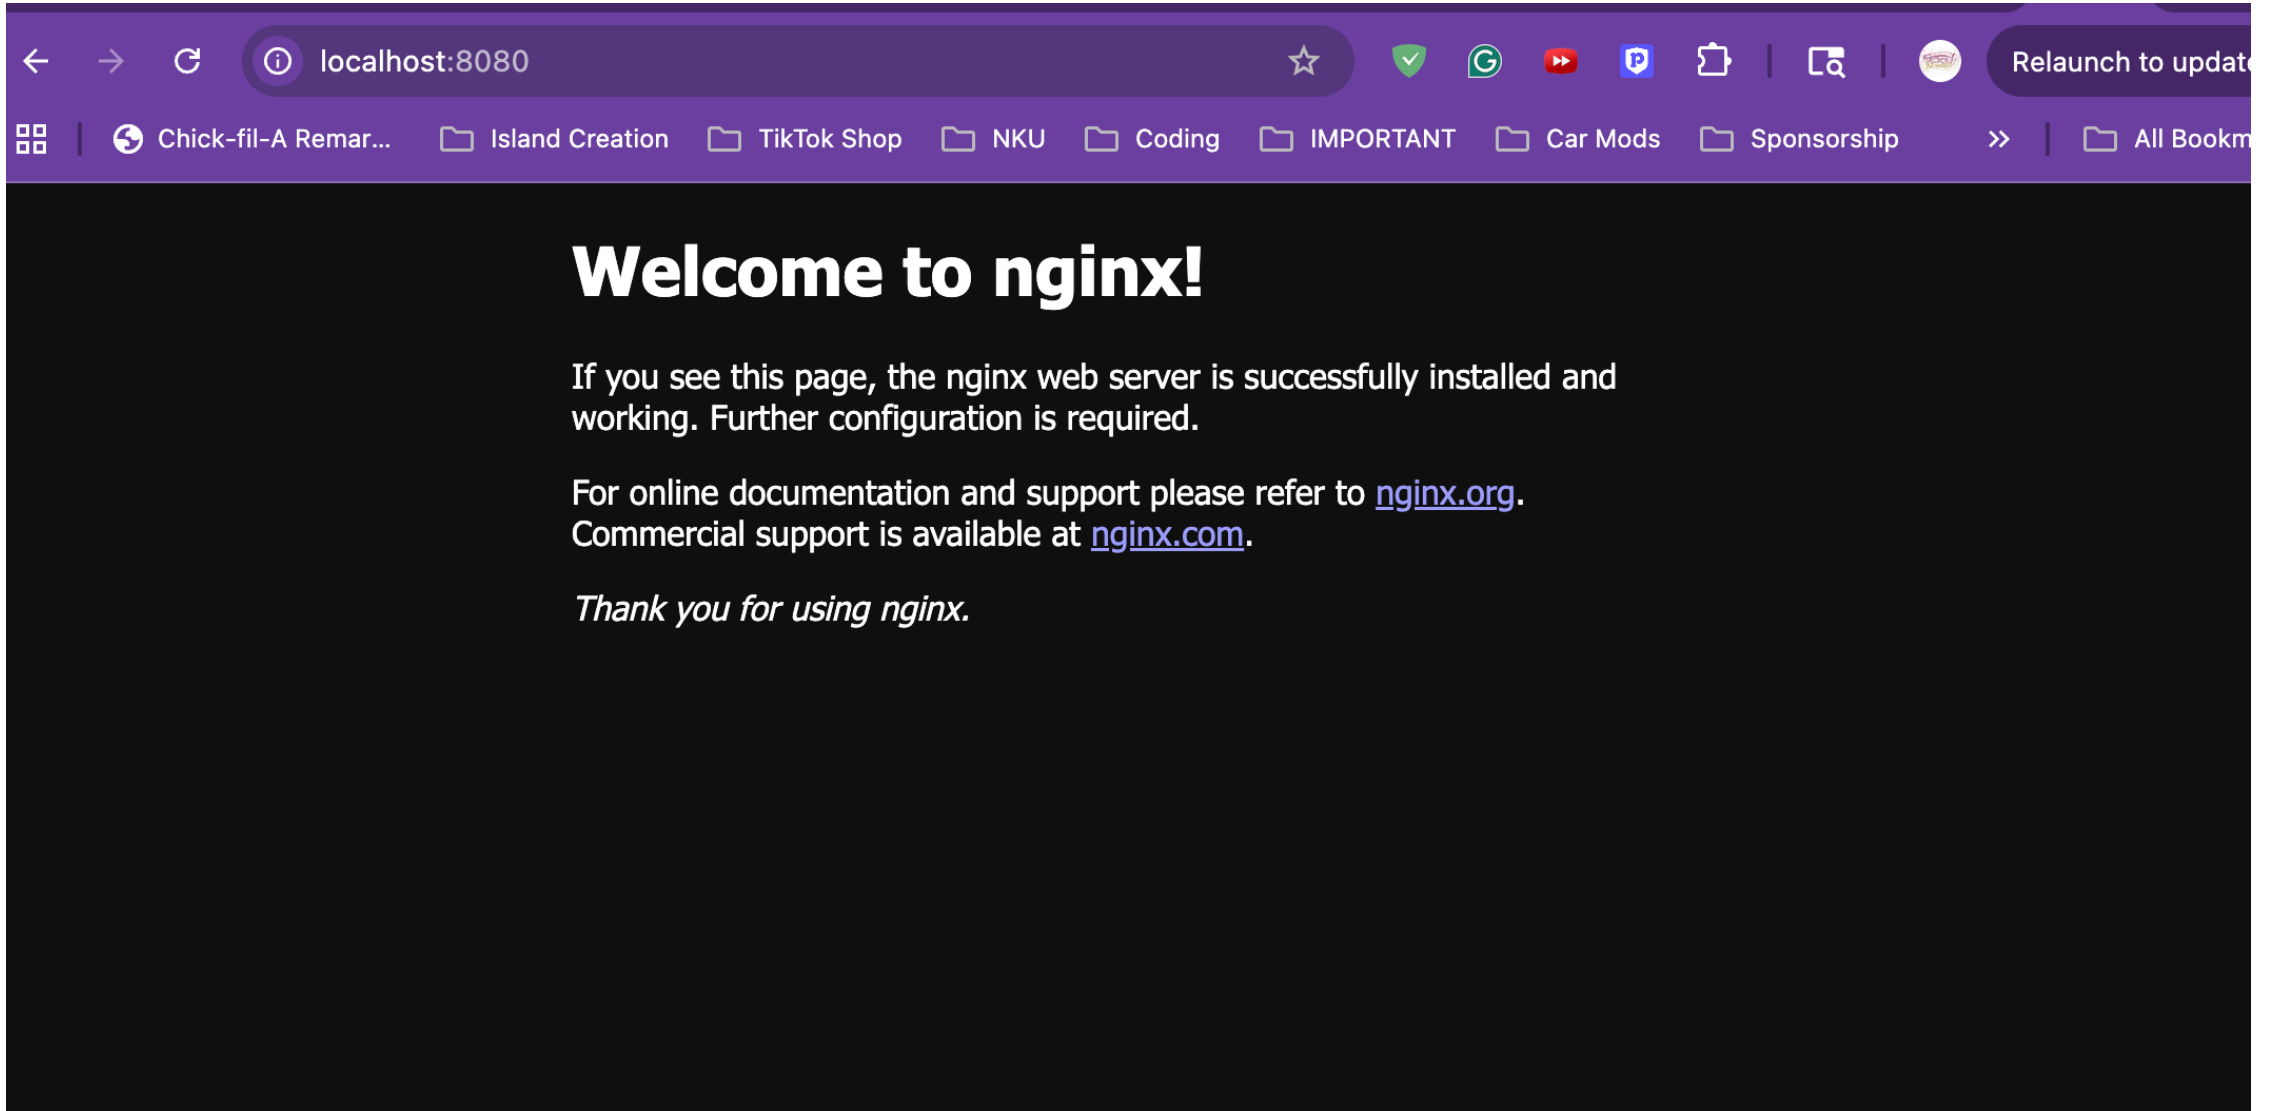 localhost:8080
Relaunch to update
Chick-fil-A Remar... Island Creation TikTok Shop NKU Coding IMPORTANT Car Mods Sponsorship All Bookm
Welcome to nginx!
If you see this page, the nginx web server is successfully installed and
working. Further configuration is required.
For online documentation and support please refer to nginx.org.
Commercial support is available at nginx.com.
Thank you for using nginx.